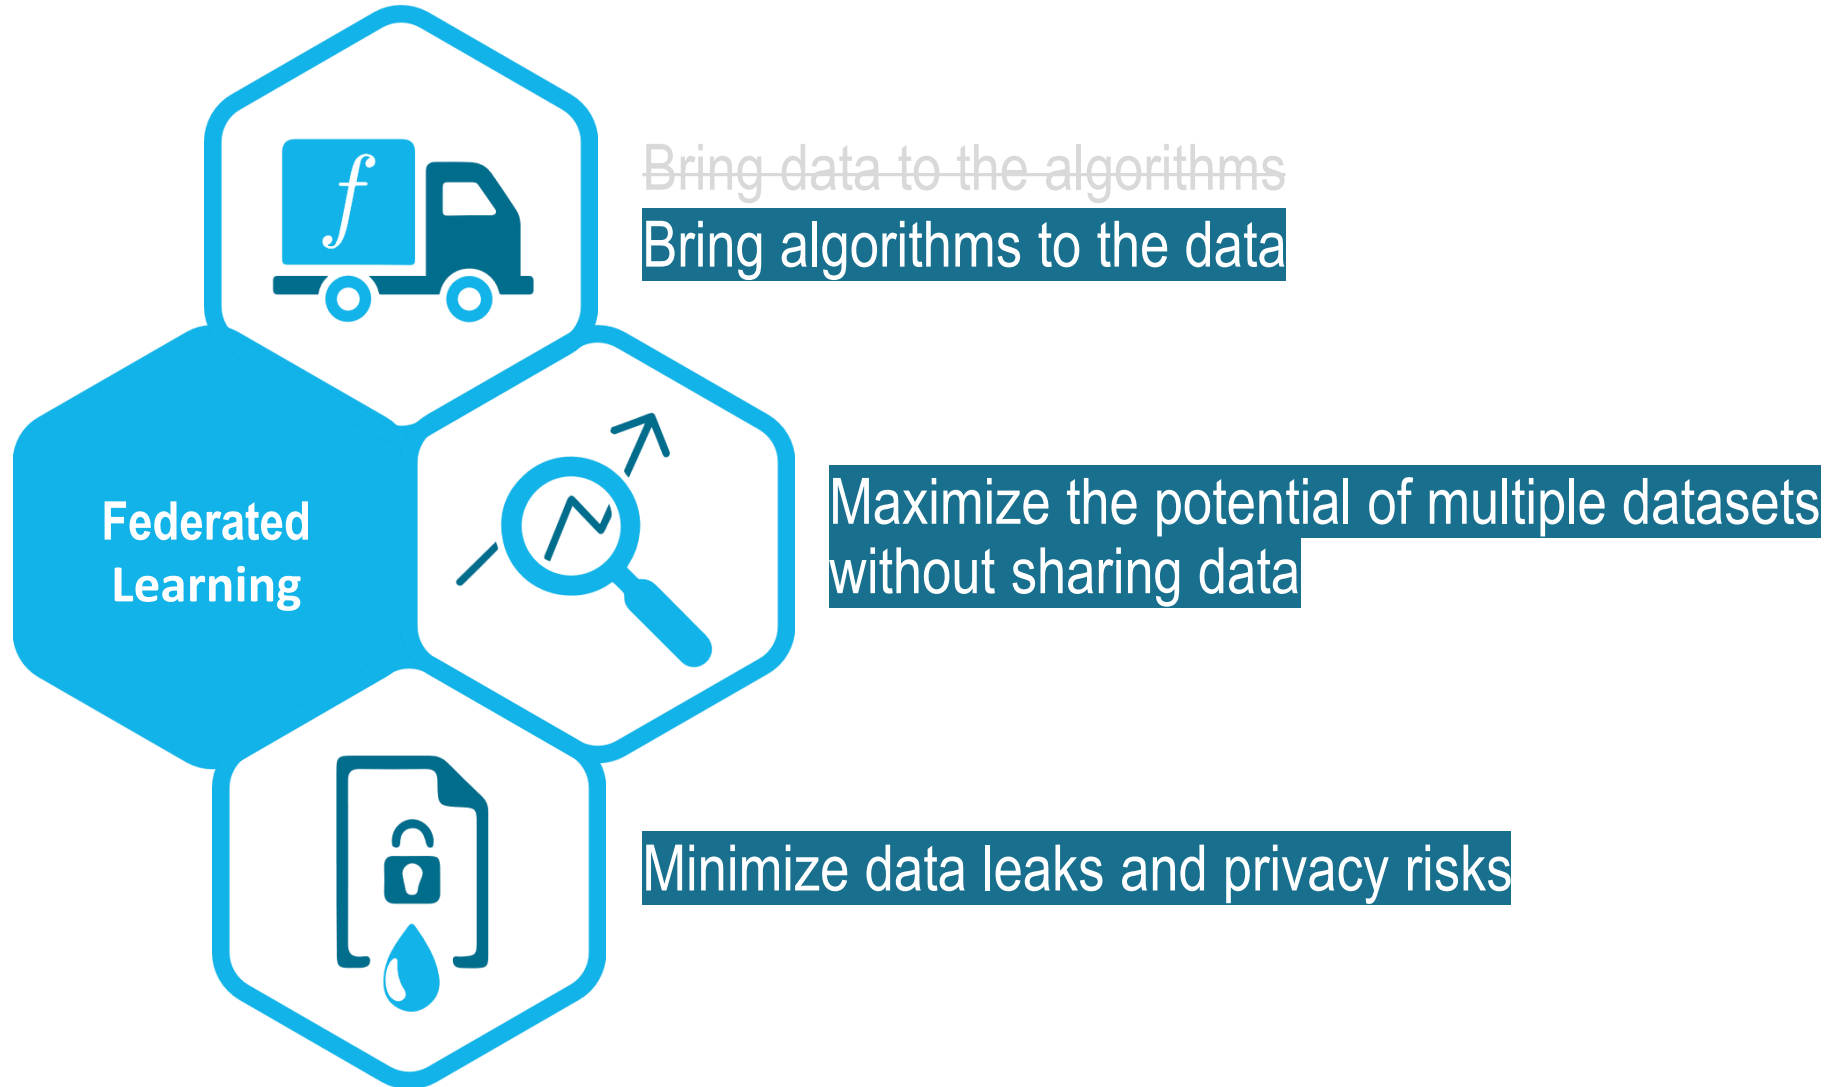 f
Bring data to the algorithms
Bring algorithms to the data
Federated
Learning
Maximize the potential of multiple datasets
without sharing data
Minimize data leaks and privacy risks